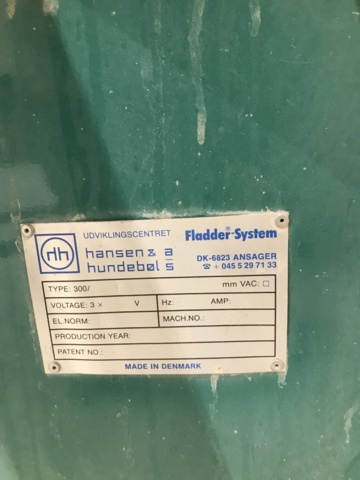 UDVIKLINGSCENTRET Fladder® System
hh hansen & a
hundebøl s
DK-6823 ANSAGER
☎ + 045 5 29 71 33
TYPE: 300/ mm VAC: □
VOLTAGE: 3 × V Hz: AMP:
EL.NORM: MACH.NO.:
PRODUCTION YEAR:
PATENT NO.:
MADE IN DENMARK